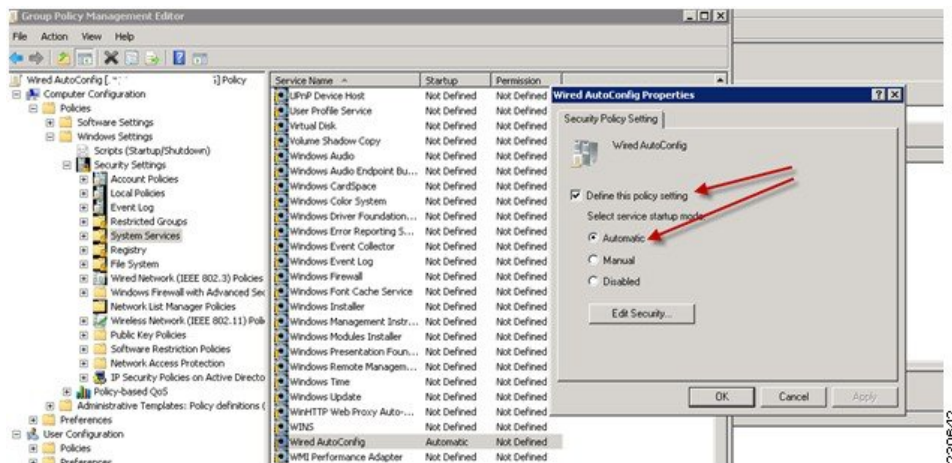 Group Policy Management Editor
File Action View Help
Wired AutoConfig [ i] Policy
Computer Configuration
Policies
Software Settings
Windows Settings
Scripts (Startup/Shutdown)
Security Settings
Account Policies
Local Policies
Event Log
Restricted Groups
System Services
Registry
File System
Wired Network (IEEE 802.3) Policies
Windows Firewall with Advanced Sec
Network List Manager Policies
Wireless Network (IEEE 802.11) Poli
Public Key Policies
Software Restriction Policies
Network Access Protection
IP Security Policies on Active Directo
Policy-based QoS
Administrative Templates: Policy definitions (
Preferences
User Configuration
Policies
Preferences
Service Name Startup Permission
UPnP Device Host Not Defined Not Defined
User Profile Service Not Defined Not Defined
Virtual Disk Not Defined Not Defined
Volume Shadow Copy Not Defined Not Defined
Windows Audio Not Defined Not Defined
Windows Audio Endpoint Bu... Not Defined Not Defined
Windows CardSpace Not Defined Not Defined
Windows Color System Not Defined Not Defined
Windows Driver Foundation... Not Defined Not Defined
Windows Error Reporting S... Not Defined Not Defined
Windows Event Collector Not Defined Not Defined
Windows Event Log Not Defined Not Defined
Windows Firewall Not Defined Not Defined
Windows Font Cache Service Not Defined Not Defined
Windows Installer Not Defined Not Defined
Windows Management Instr... Not Defined Not Defined
Windows Modules Installer Not Defined Not Defined
Windows Presentation Foun... Not Defined Not Defined
Windows Remote Managem... Not Defined Not Defined
Windows Time Not Defined Not Defined
Windows Update Not Defined Not Defined
WinHTTP Web Proxy Auto-... Not Defined Not Defined
WINS Not Defined Not Defined
Wired AutoConfig Automatic Not Defined
WMI Performance Adapter Not Defined Not Defined
Wired AutoConfig Properties
Security Policy Setting
Wired AutoConfig
Define this policy setting
Select service startup mode:
Automatic
Manual
Disabled
Edit Security...
OK Cancel Apply